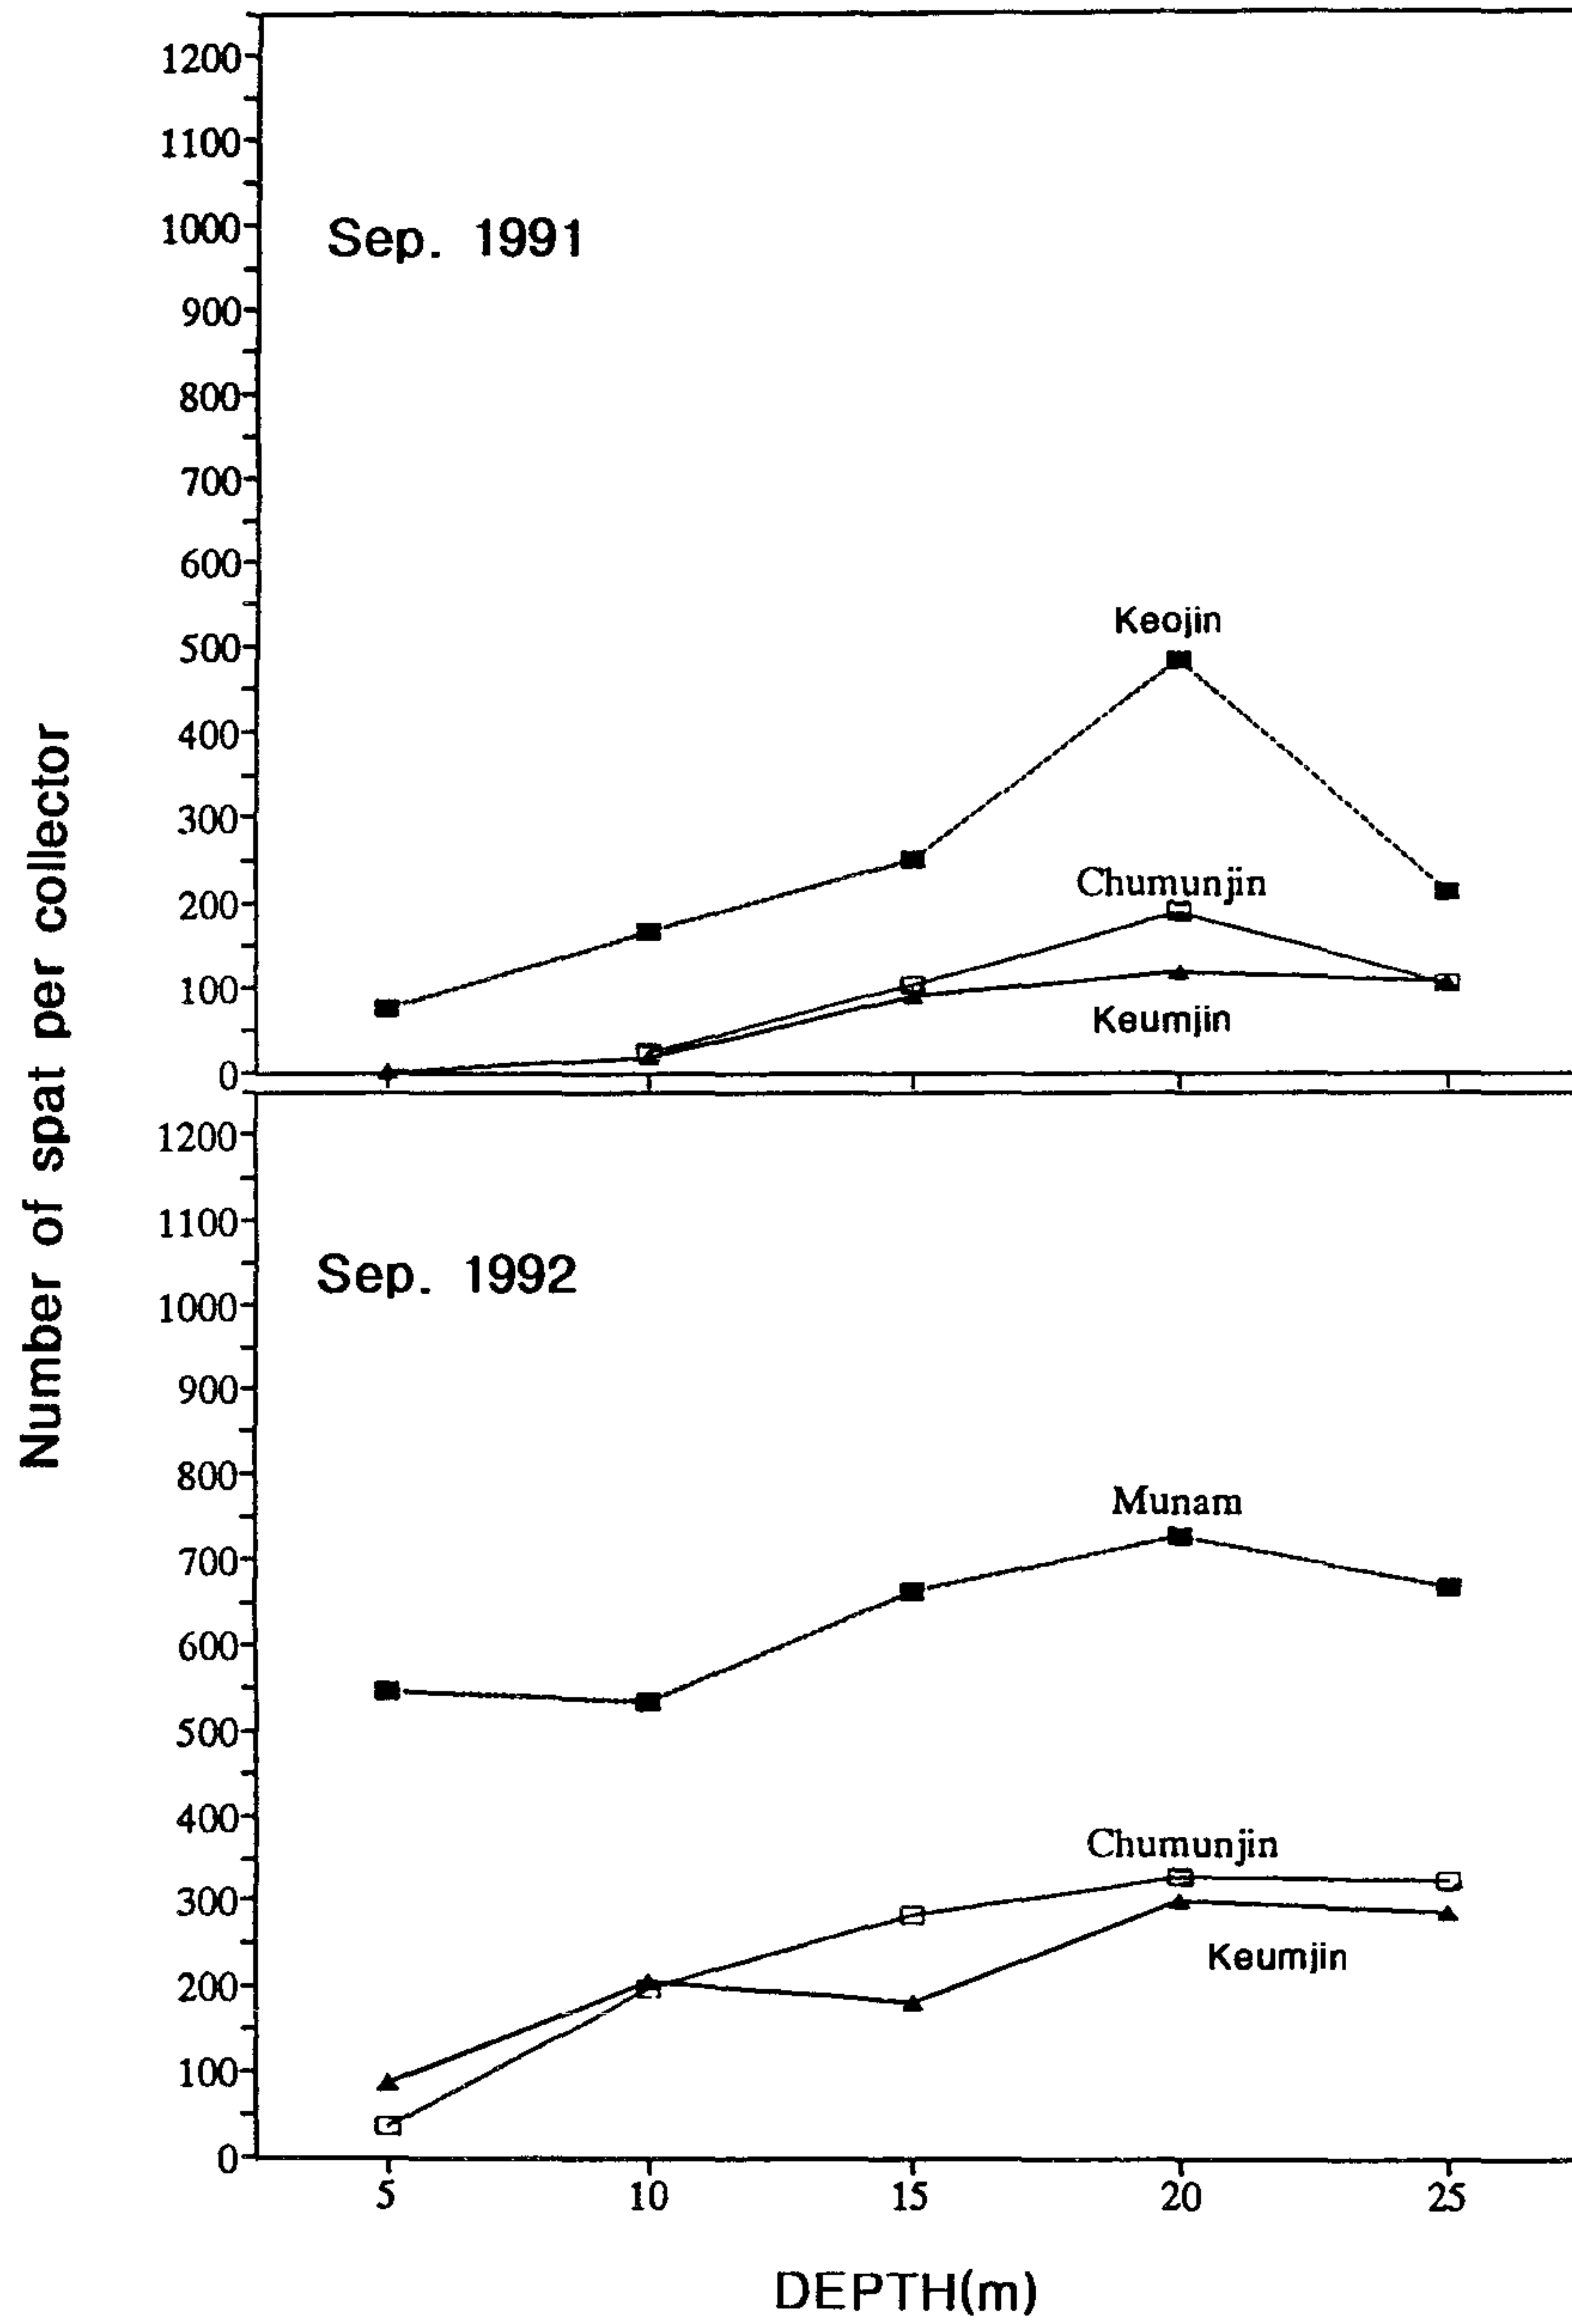 Number of spat per collector
1200
1100
1000
900
800
700
600
500
400
300
200
100
0
Sep. 1991
Keojin
Chumunjin
Keumjin
1200
1100
1000
900
800
700
600
500
400
300
200
100
0
Sep. 1992
Munam
Chumunjin
Keumjin
5 10 15 20 25
DEPTH(m)